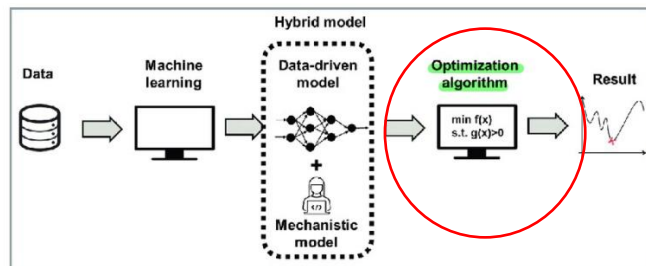 Hybrid model
Data
Machine
learning
Data-driven
model
+
Mechanistic
model
Optimization
algorithm
min f(x)
s.t. g(x)>0
Result